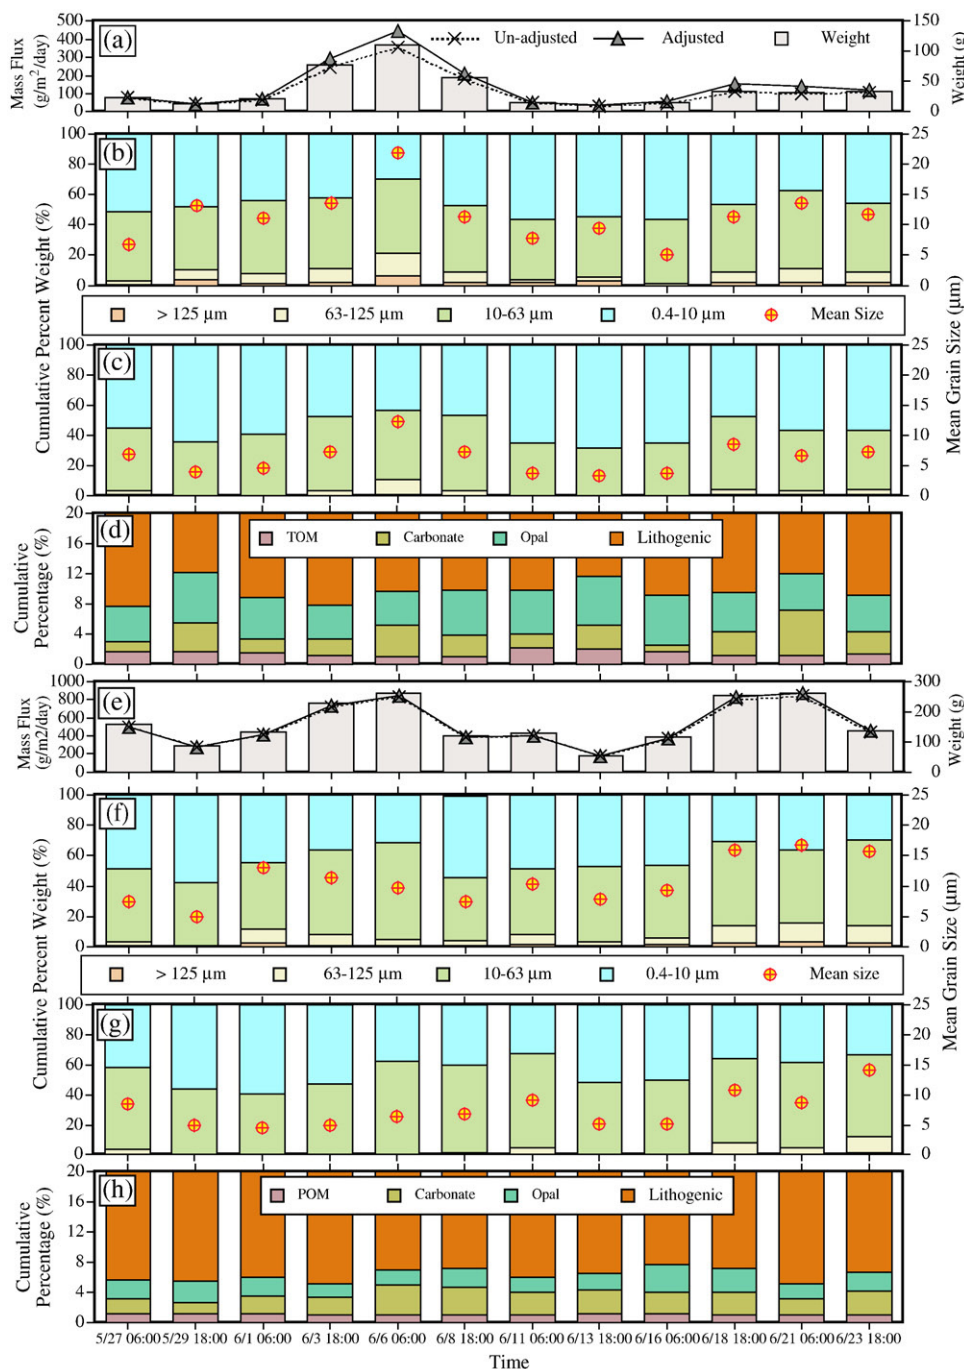 (a)
Un-adjusted Adjusted Weight
Mass Flux
(g/m²/day)
500
400
300
200
100
0
150
100
50
0
Weight (g)
(b)
100
80
60
40
20
0
25
20
15
10
5
0
> 125 μm 63-125 μm 10-63 μm 0.4-10 μm Mean Size
Cumulative Percent Weight (%)
Mean Grain Size (μm)
(c)
100
80
60
40
20
0
25
20
15
10
5
0
(d)
TOM Carbonate Opal Lithogenic
Cumulative
Percentage (%)
20
16
12
8
4
0
(e)
Mass Flux
(g/m2/day)
1000
800
600
400
200
0
300
200
100
0
Weight (g)
(f)
100
80
60
40
20
0
25
20
15
10
5
0
> 125 μm 63-125 μm 10-63 μm 0.4-10 μm Mean size
Cumulative Percent Weight (%)
Mean Grain Size (μm)
(g)
100
80
60
40
20
0
25
20
15
10
5
0
(h)
POM Carbonate Opal Lithogenic
Cumulative
Percentage (%)
20
16
12
8
4
0
5/27 06:00 5/29 18:00 6/1 06:00 6/3 18:00 6/6 06:00 6/8 18:00 6/11 06:00 6/13 18:00 6/16 06:00 6/18 18:00 6/21 06:00 6/23 18:00
Time